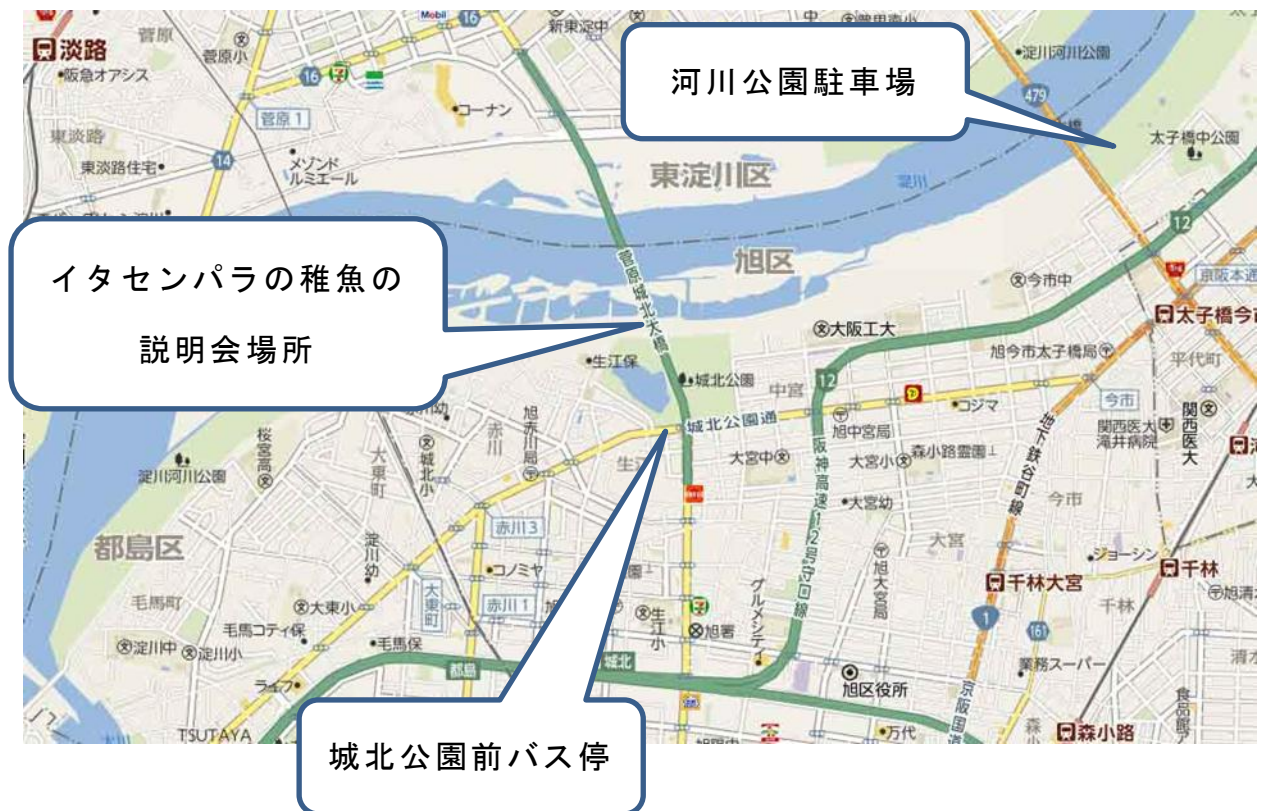 Mobil
16
新東淀中
淡路
菅原
菅原小
阪急オアシス
16
コーナン
菅原1
東淡路
東淡路住宅
14
メゾンド
ルミエール
河川公園駐車場
淀川河川公園
479
太子橋中公園
東淀川区
淀川
12
旭区
菅原城北大橋
イタセンパラの稚魚の
説明会場所
今市中
京阪本通
太子橋今市
大阪工大
旭今市太子橋局
平代町
生江保
城北公園
中宮
12
コジマ
今市
城北公園通
旭中宮局
関西医大
滝井病院
関西医大
赤川
旭赤川局
生江
大宮中
大宮小
森小路霊園
桜宮高
大東町
城北小
淀川河川公園
阪神高速12号守口線
地下鉄谷町線
大宮幼
今市
赤川3
都島区
淀川幼
大宮
ジョーシン
千林
コノミヤ
グルメシティ
旭大宮局
千林大宮
千林
毛馬町
大東小
大東町
赤川1
生江小
旭署
1
161
毛馬コティ保
毛馬保
淀川中
淀川小
都島
城北
業務スーパー
旭区役所
ライフ
京阪国道
TSUTAYA
万代
森小路
城北公園前バス停